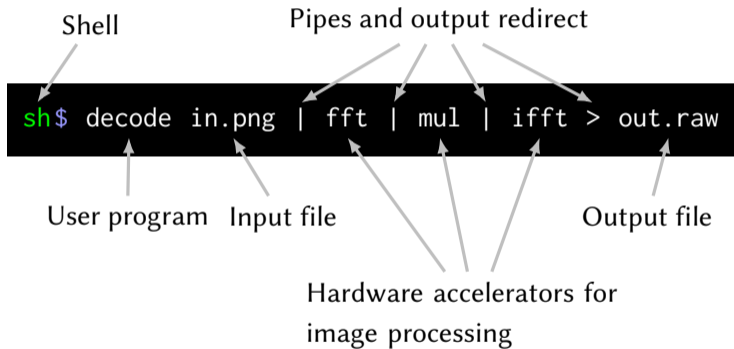 Shell
Pipes and output redirect
sh$ decode in.png | fft | mul | ifft > out.raw
User program
Input file
Output file
Hardware accelerators for
image processing